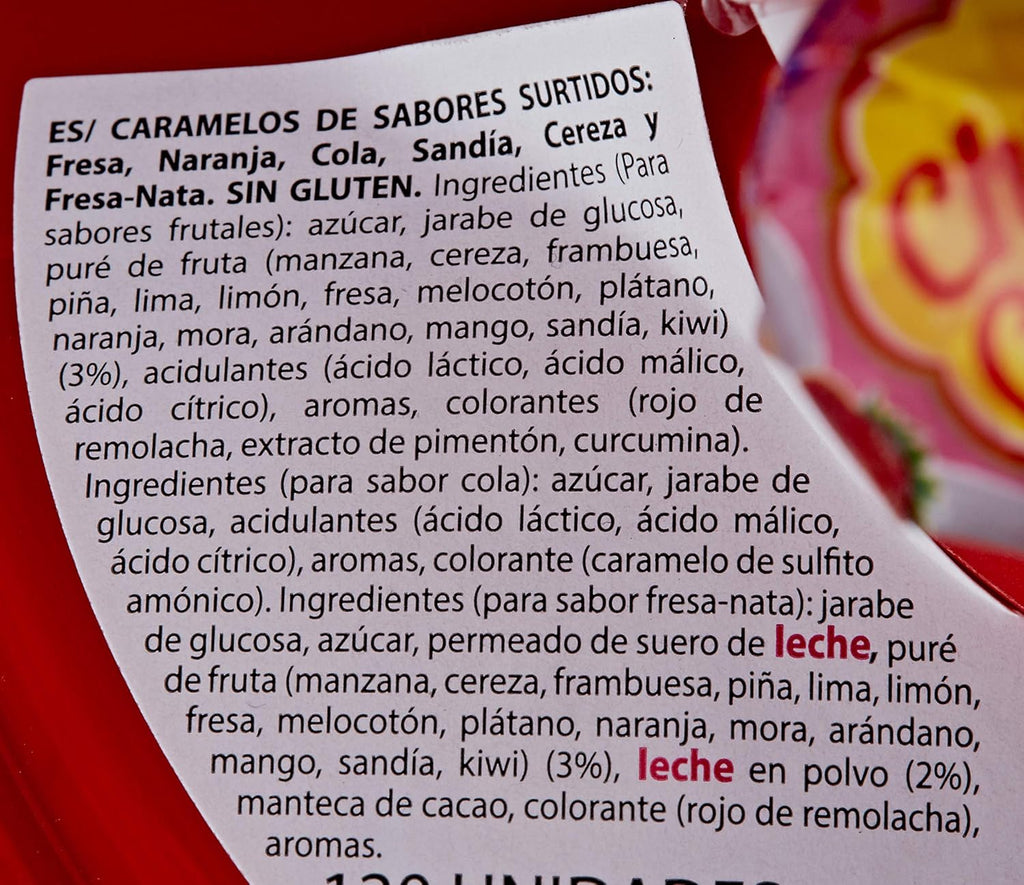 ES/ CARAMELOS DE SABORES SURTIDOS:
Fresa, Naranja, Cola, Sandía, Cereza y
Fresa-Nata. SIN GLUTEN. Ingredientes (Para
sabores frutales): azúcar, jarabe de glucosa,
puré de fruta (manzana, cereza, frambuesa,
piña, lima, limón, fresa, melocotón, plátano,
naranja, mora, arándano, mango, sandía, kiwi)
(3%), acidulantes (ácido láctico, ácido málico,
ácido cítrico), aromas, colorantes (rojo de
remolacha, extracto de pimentón, curcumina).
Ingredientes (para sabor cola): azúcar, jarabe de
glucosa, acidulantes (ácido láctico, ácido málico,
ácido cítrico), aromas, colorante (caramelo de sulfito
amónico). Ingredientes (para sabor fresa-nata): jarabe
de glucosa, azúcar, permeado de suero de leche, puré
de fruta (manzana, cereza, frambuesa, piña, lima, limón,
fresa, melocotón, plátano, naranja, mora, arándano,
mango, sandía, kiwi) (3%), leche en polvo (2%),
manteca de cacao, colorante (rojo de remolacha),
aromas.